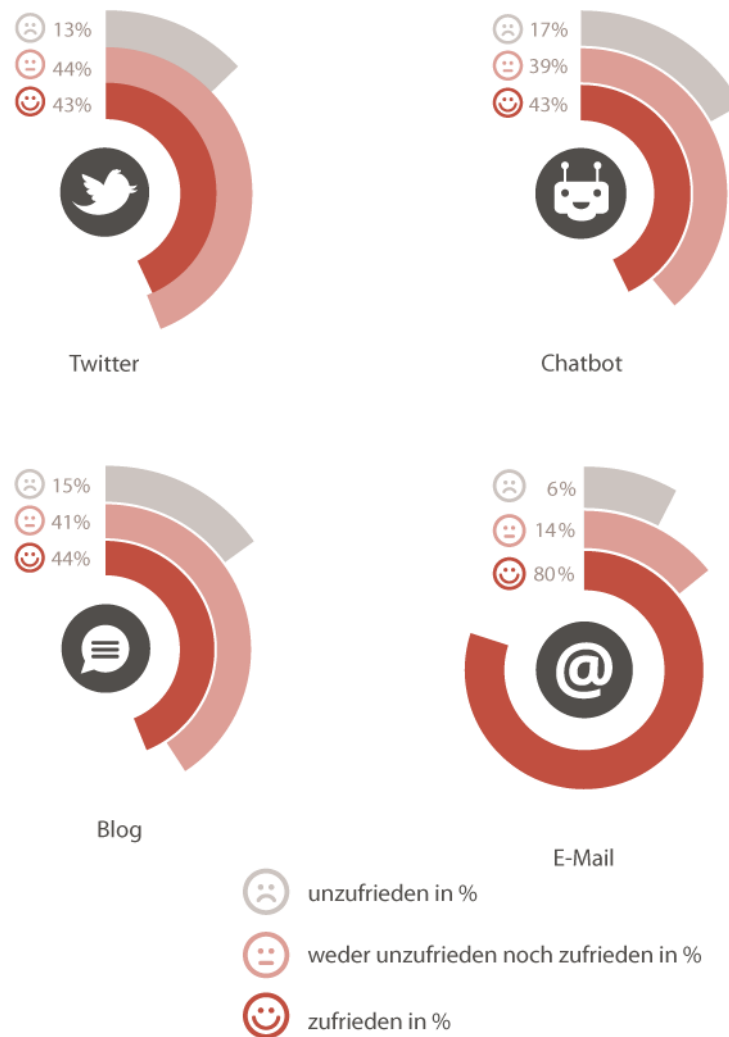 13%
44%
43%
Twitter
17%
39%
43%
Chatbot
15%
41%
44%
Blog
6%
14%
80%
@
E-Mail
unzufrieden in %
weder unzufrieden noch zufrieden in %
zufrieden in %